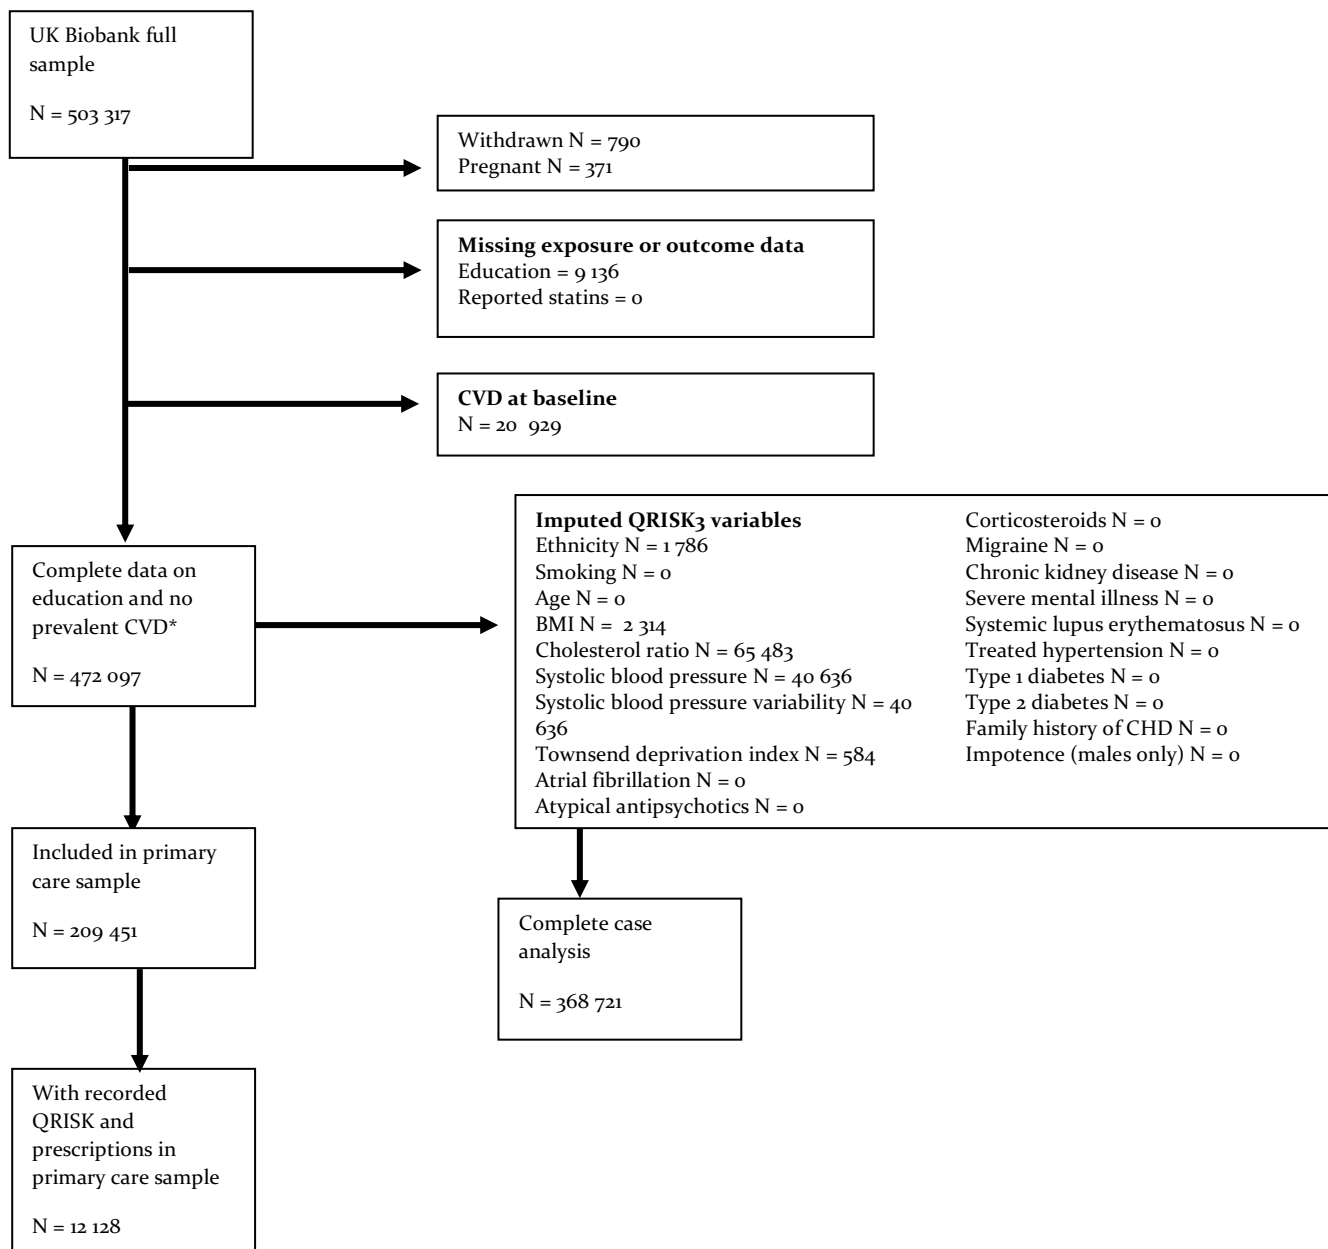 UK Biobank full
sample
N = 503 317
Withdrawn N = 790
Pregnant N = 371
Missing exposure or outcome data
Education = 9 136
Reported statins = 0
CVD at baseline
N = 20  929
Complete data on
education and no
prevalent CVD*
N = 472 097
Imputed QRISK3 variables
Ethnicity N = 1 786
Smoking N = 0
Age N = 0
BMI N =  2 314
Cholesterol ratio N = 65 483
Systolic blood pressure N = 40 636
Systolic blood pressure variability N = 40
636
Townsend deprivation index N = 584
Atrial fibrillation N = 0
Atypical antipsychotics N = 0
Corticosteroids N = 0
Migraine N = 0
Chronic kidney disease N = 0
Severe mental illness N = 0
Systemic lupus erythematosus N = 0
Treated hypertension N = 0
Type 1 diabetes N = 0
Type 2 diabetes N = 0
Family history of CHD N = 0
Impotence (males only) N = 0
Included in primary
care sample
N = 209 451
Complete case
analysis
N = 368 721
With recorded
QRISK and
prescriptions in
primary care sample
N = 12 128